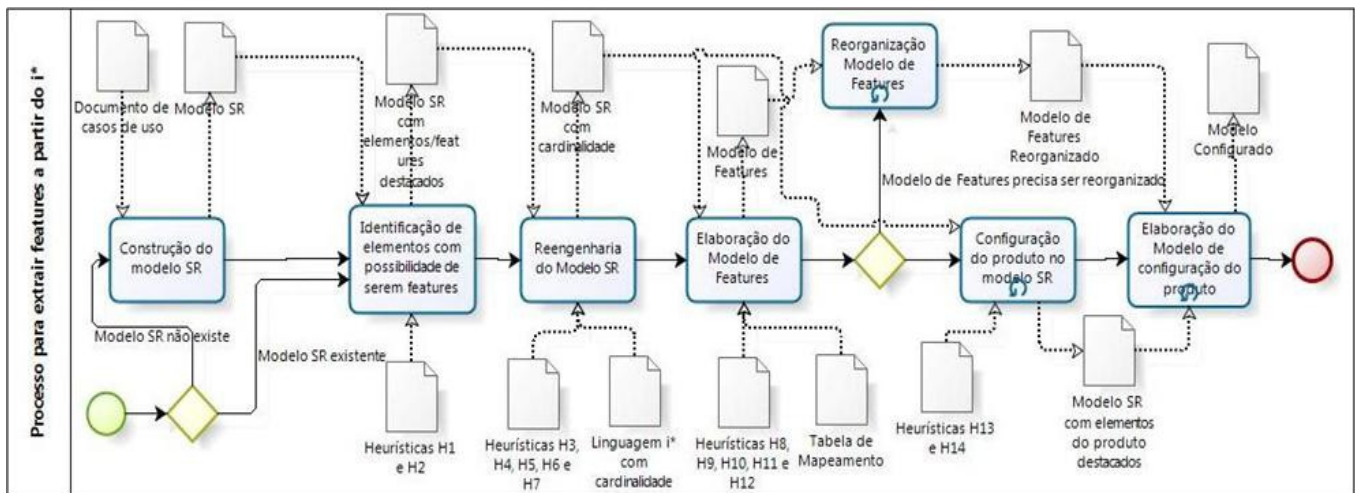 Processo para extrair features a partir do i*
Documento de
casos de uso
Modelo SR
Modelo SR
com
elementos/feat
ures
destacados
Modelo SR
com
cardinalidade
Modelo de
Features
Reorganização
Modelo de
Features
Modelo de
Features
Reorganizado
Modelo
Configurado
Modelo de Features precisa ser reorganizado
Construção do
modelo SR
Identificação de
elementos com
possibilidade de
serem features
Reengenharia
do Modelo SR
Elaboração do
Modelo de
Features
Configuração
do produto no
modelo SR
Elaboração do
Modelo de
configuração do
produto
Modelo SR não existe
Modelo SR existente
Heurísticas H1
e H2
Heurísticas H3,
H4, H5, H6 e
H7
Linguagem i*
com
cardinalidade
Heurísticas H8,
H9, H10, H11 e
H12
Tabela de
Mapeamento
Heurísticas H13
e H14
Modelo SR
com elementos
do produto
destacados